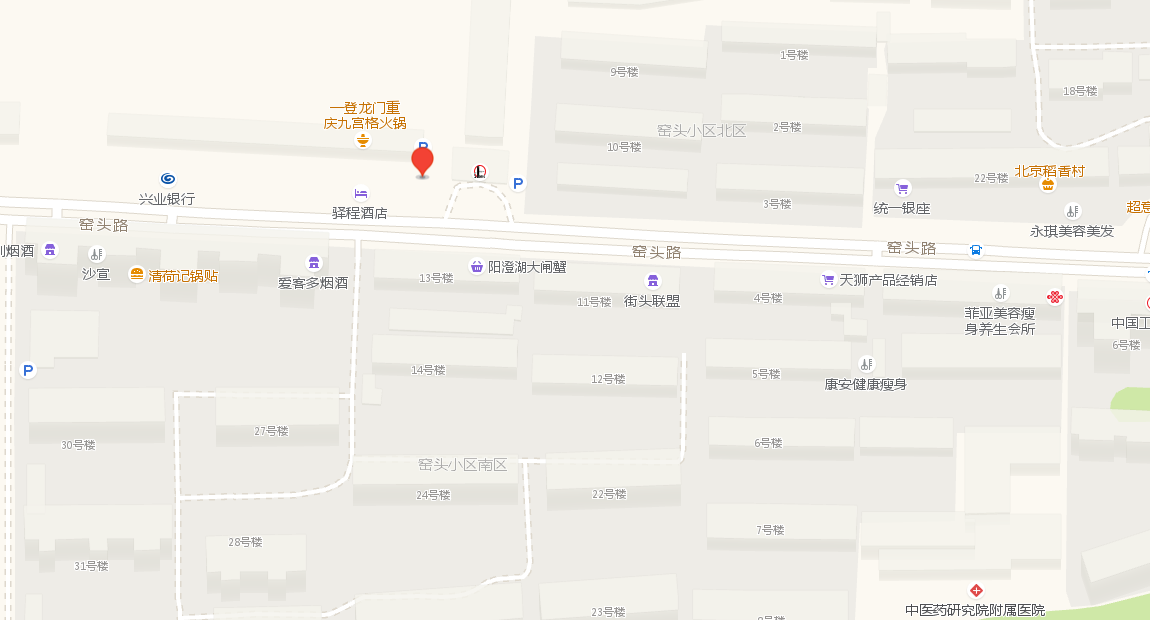 1号楼
9号楼
18号楼
一登龙门重
庆九宫格火锅
P
2号楼
窑头小区北区
10号楼
北京稻香村
22号楼
P
兴业银行
驿程酒店
3号楼
统一银座
超意
永琪美容美发
窑头路
窑头路
窑头路
烟酒
沙宣
清荷记锅贴
爱客多烟酒
13号楼
阳澄湖大闸蟹
11号楼
街头联盟
4号楼
天狮产品经销店
菲亚美容瘦
身养生会所
中国工
6号楼
P
14号楼
12号楼
5号楼
康安健康瘦身
30号楼
27号楼
6号楼
窑头小区南区
24号楼
22号楼
7号楼
28号楼
31号楼
23号楼
中医药研究院附属医院